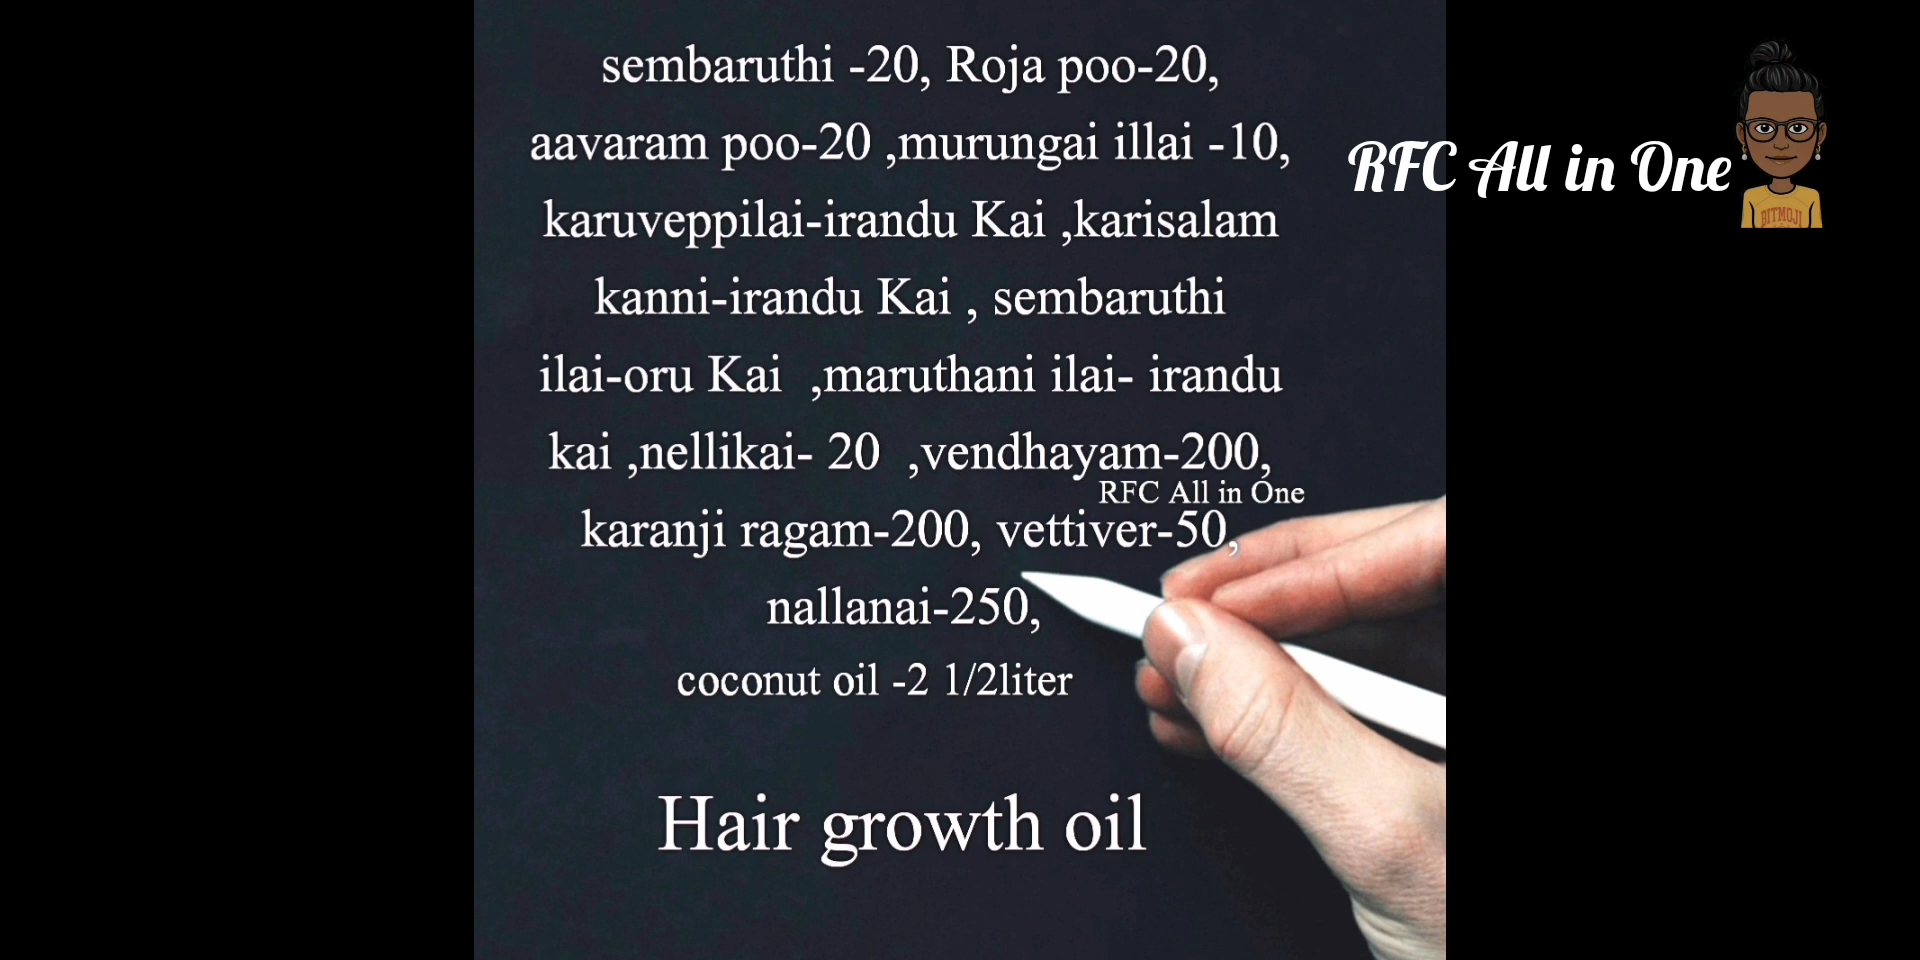 sembaruthi -20, Roja poo-20,
aavaram poo-20 ,murungai illai -10,
karuveppilai-irandu Kai ,karisalam
kanni-irandu Kai , sembaruthi
ilai-oru Kai  ,maruthani ilai- irandu
kai ,nellikai- 20  ,vendhayam-200,
RFC All in One
karanji ragam-200, vettiver-50,
nallanai-250,
coconut oil -2 1/2liter
Hair growth oil
RFC All in One
BITMOJI